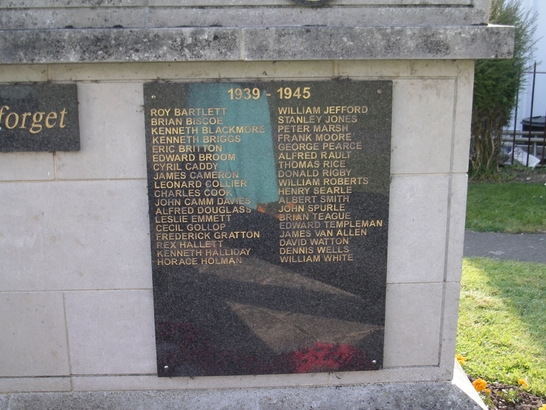 forget
1939 - 1945
ROY BARTLETT
BRIAN BISCOE
KENNETH BLACKMORE
KENNETH BRIGGS
ERIC BRITTON
EDWARD BROOM
CYRIL CADDY
JAMES CAMERON
LEONARD COLLIER
CHARLES COOK
JOHN CAMM DAVIES
ALFRED DOUGLASS
LESLIE EMMETT
CECIL GOLLOP
FREDERICK GRATTON
REX HALLETT
KENNETH HALLIDAY
HORACE HOLMAN
WILLIAM JEFFORD
STANLEY JONES
PETER MARSH
FRANK MOORE
GEORGE PEARCE
ALFRED RAULT
THOMAS RICE
DONALD RIGBY
WILLIAM ROBERTS
HENRY SEARLE
ALBERT SMITH
JOHN SPURLE
BRIAN TEAGUE
EDWARD TEMPLEMAN
JAMES VAN ALLEN
DAVID WATTON
DENNIS WELLS
WILLIAM WHITE